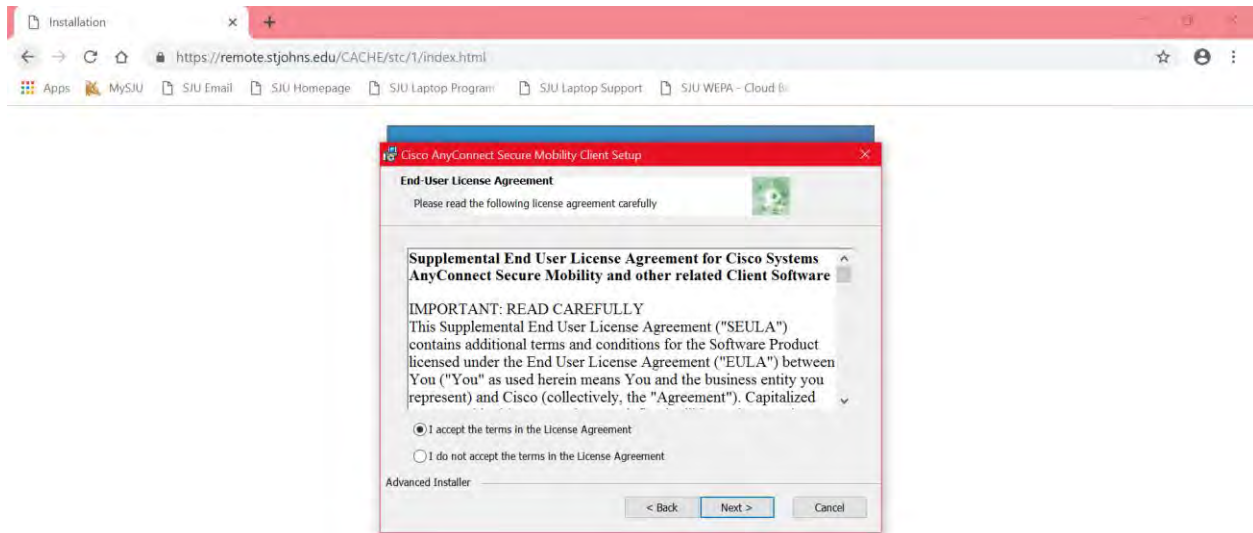 Installation
https://remote.stjohns.edu/CACHE/stc/1/index.html
Apps MySJU SJU Email SJU Homepage SJU Laptop Program SJU Laptop Support SJU WEPA - Cloud
Cisco AnyConnect Secure Mobility Client Setup
End-User License Agreement
Please read the following license agreement carefully
Supplemental End User License Agreement for Cisco Systems
AnyConnect Secure Mobility and other related Client Software
IMPORTANT: READ CAREFULLY
This Supplemental End User License Agreement ("SEULA")
contains additional terms and conditions for the Software Product
licensed under the End User License Agreement ("EULA") between
You ("You" as used herein means You and the business entity you
represent) and Cisco (collectively, the "Agreement"). Capitalized
I accept the terms in the License Agreement
I do not accept the terms in the License Agreement
Advanced Installer
< Back Next > Cancel